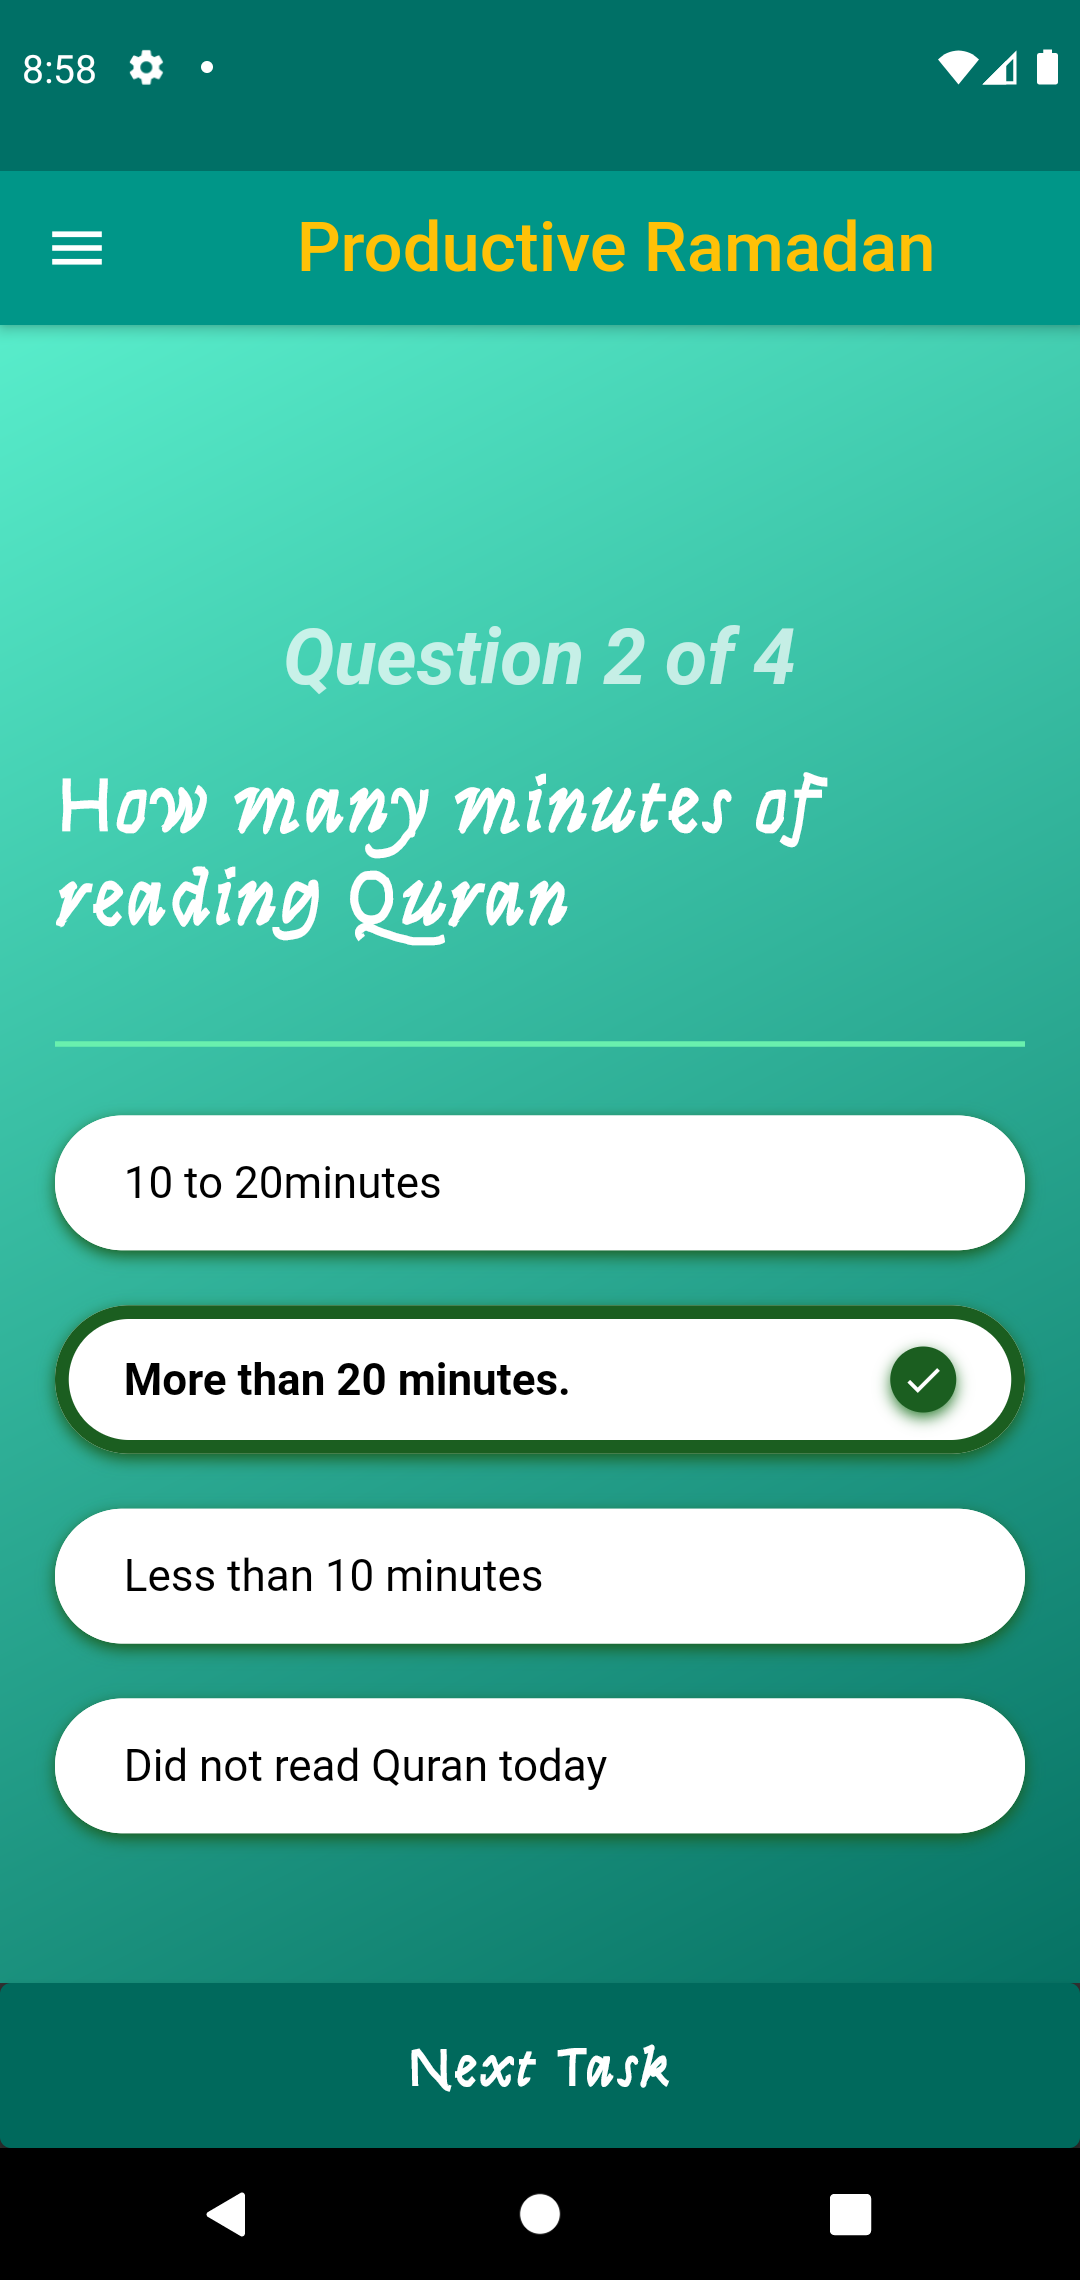 8:58
Productive Ramadan
Question 2 of 4
How many minutes of
reading Quran
10 to 20minutes
More than 20 minutes.
Less than 10 minutes
Did not read Quran today
Next Task